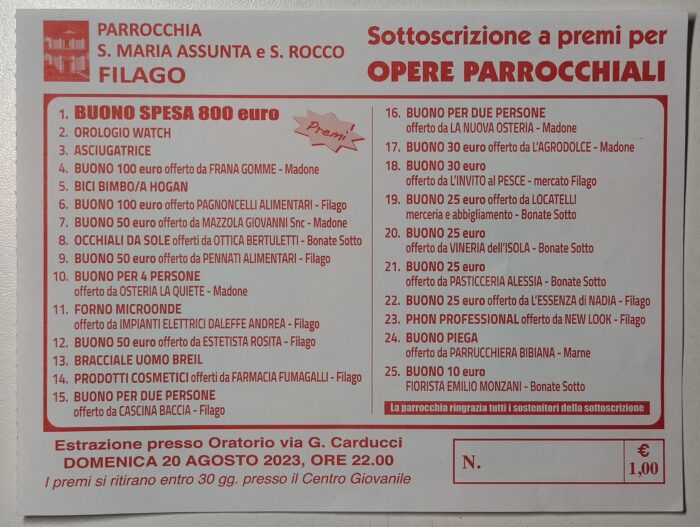 PARROCCHIA
S. MARIA ASSUNTA e S. ROCCO
FILAGO
Sottoscrizione a premi per
OPERE PARROCCHIALI
1. BUONO SPESA 800 euro
2. OROLOGIO WATCH
3. ASCIUGATRICE
4. BUONO 100 euro offerto da FRANA GOMME - Madone
5. BICI BIMBO/A HOGAN
6. BUONO 100 euro offerto PAGNONCELLI ALIMENTARI - Filago
7. BUONO 50 euro offerto da MAZZOLA GIOVANNI Snc - Madone
8. OCCHIALI DA SOLE offerti da OTTICA BERTULETTI - Bonate Sotto
9. BUONO 50 euro offerto da PENNATI ALIMENTARI - Filago
10. BUONO PER 4 PERSONE
offerto da OSTERIA LA QUIETE - Madone
11. FORNO MICROONDE
offerto da IMPIANTI ELETTRICI DALEFFE ANDREA - Filago
12. BUONO 50 euro offerto da ESTETISTA ROSITA - Filago
13. BRACCIALE UOMO BREIL
14. PRODOTTI COSMETICI offerti da FARMACIA FUMAGALLI - Filago
15. BUONO PER DUE PERSONE
offerto da CASCINA BACCIA - Filago
Premi
16. BUONO PER DUE PERSONE
offerto da LA NUOVA OSTERIA - Madone
17. BUONO 30 euro offerto da L'AGRODOLCE - Madone
18. BUONO 30 euro
offerto da L'INVITO al PESCE - mercato Filago
19. BUONO 25 euro offerto da LOCATELLI
merceria e abbigliamento - Bonate Sotto
20. BUONO 25 euro
offerto da VINERIA dell'ISOLA - Bonate Sotto
21. BUONO 25 euro
offerto da PASTICCERIA ALESSIA - Bonate Sotto
22. BUONO 25 euro offerto da L'ESSENZA di NADIA - Filago
23. PHON PROFESSIONAL offerto da NEW LOOK - Filago
24. BUONO PIEGA
offerto da PARRUCCHIERA BIBIANA - Marne
25. BUONO 10 euro
FIORISTA EMILIO MONZANI - Bonate Sotto
La parrocchia ringrazia tutti i sostenitori della sottoscrizione
Estrazione presso Oratorio via G. Carducci
DOMENICA 20 AGOSTO 2023, ORE 22.00
I premi si ritirano entro 30 gg. presso il Centro Giovanile
N.
€
1,00